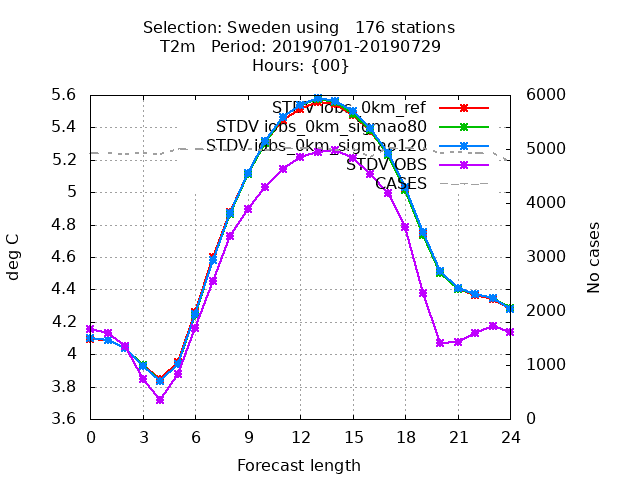 Selection: Sweden using   176 stations
T2m   Period: 20190701-20190729
Hours: {00}
5.6
5.4
5.2
5
4.8
4.6
4.4
4.2
4
3.8
3.6
deg C
STDV iobs_0km_ref
STDV iobs_0km_sigmao80
STDV iobs_0km_sigmao120
STDV OBS
CASES
6000
5000
4000
3000
2000
1000
0
No cases
0 3 6 9 12 15 18 21 24
Forecast length